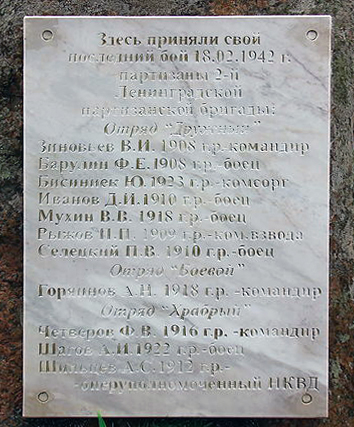 Здесь приняли свой
последний бой 18.02.1942 г.
партизаны 2-й
Ленинградской
партизанской бригады:
Отряд "Дружный"
Зиновьев В.И. 1908 г.р.-командир
Барулин Ф.Е.1908 г.р.-боец
Бисиниек Ю.1923 г.р.-комсорг
Иванов Д.И.1910 г.р.-боец
Мухин В.В. 1918 г.р.-боец
Рыжов Н.П. 1909 г.р.-ком.взвода
Селецкий П.В. 1910 г.р.-боец
Отряд "Боевой"
Горяинов А.Н. 1918 г.р.-командир
Отряд "Храбрый"
Четверов Ф.В. 1916 г.р. -командир
Шагов А.И.1922 г.р.-боец
Шильцев А.С.1912 г.р.-
-оперуполномоченный НКВД